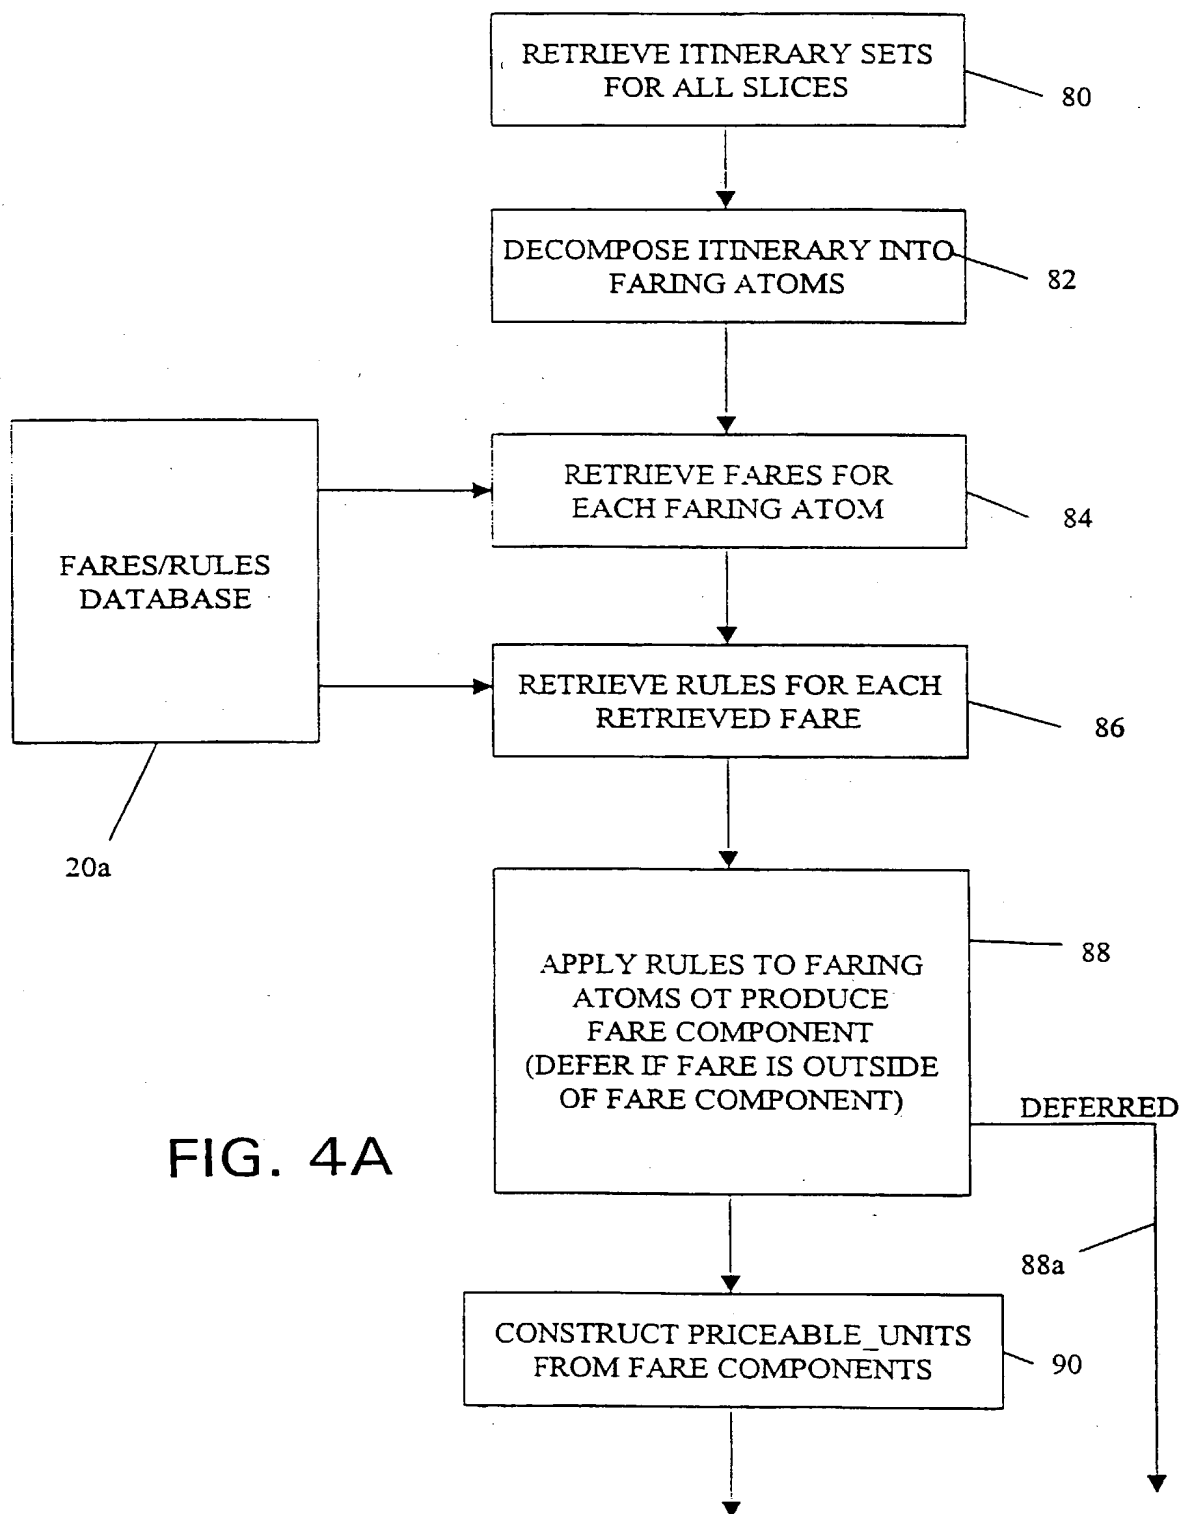 RETRIEVE ITINERARY SETS
FOR ALL SLICES
80
DECOMPOSE ITINERARY INTO
FARING ATOMS
82
RETRIEVE FARES FOR
EACH FARING ATOM
84
FARES/RULES
DATABASE
20a
RETRIEVE RULES FOR EACH
RETRIEVED FARE
86
APPLY RULES TO FARING
ATOMS OT PRODUCE
FARE COMPONENT
(DEFER IF FARE IS OUTSIDE
OF FARE COMPONENT)
88
DEFERRED
88a
FIG. 4A
CONSTRUCT PRICEABLE_UNITS
FROM FARE COMPONENTS
90